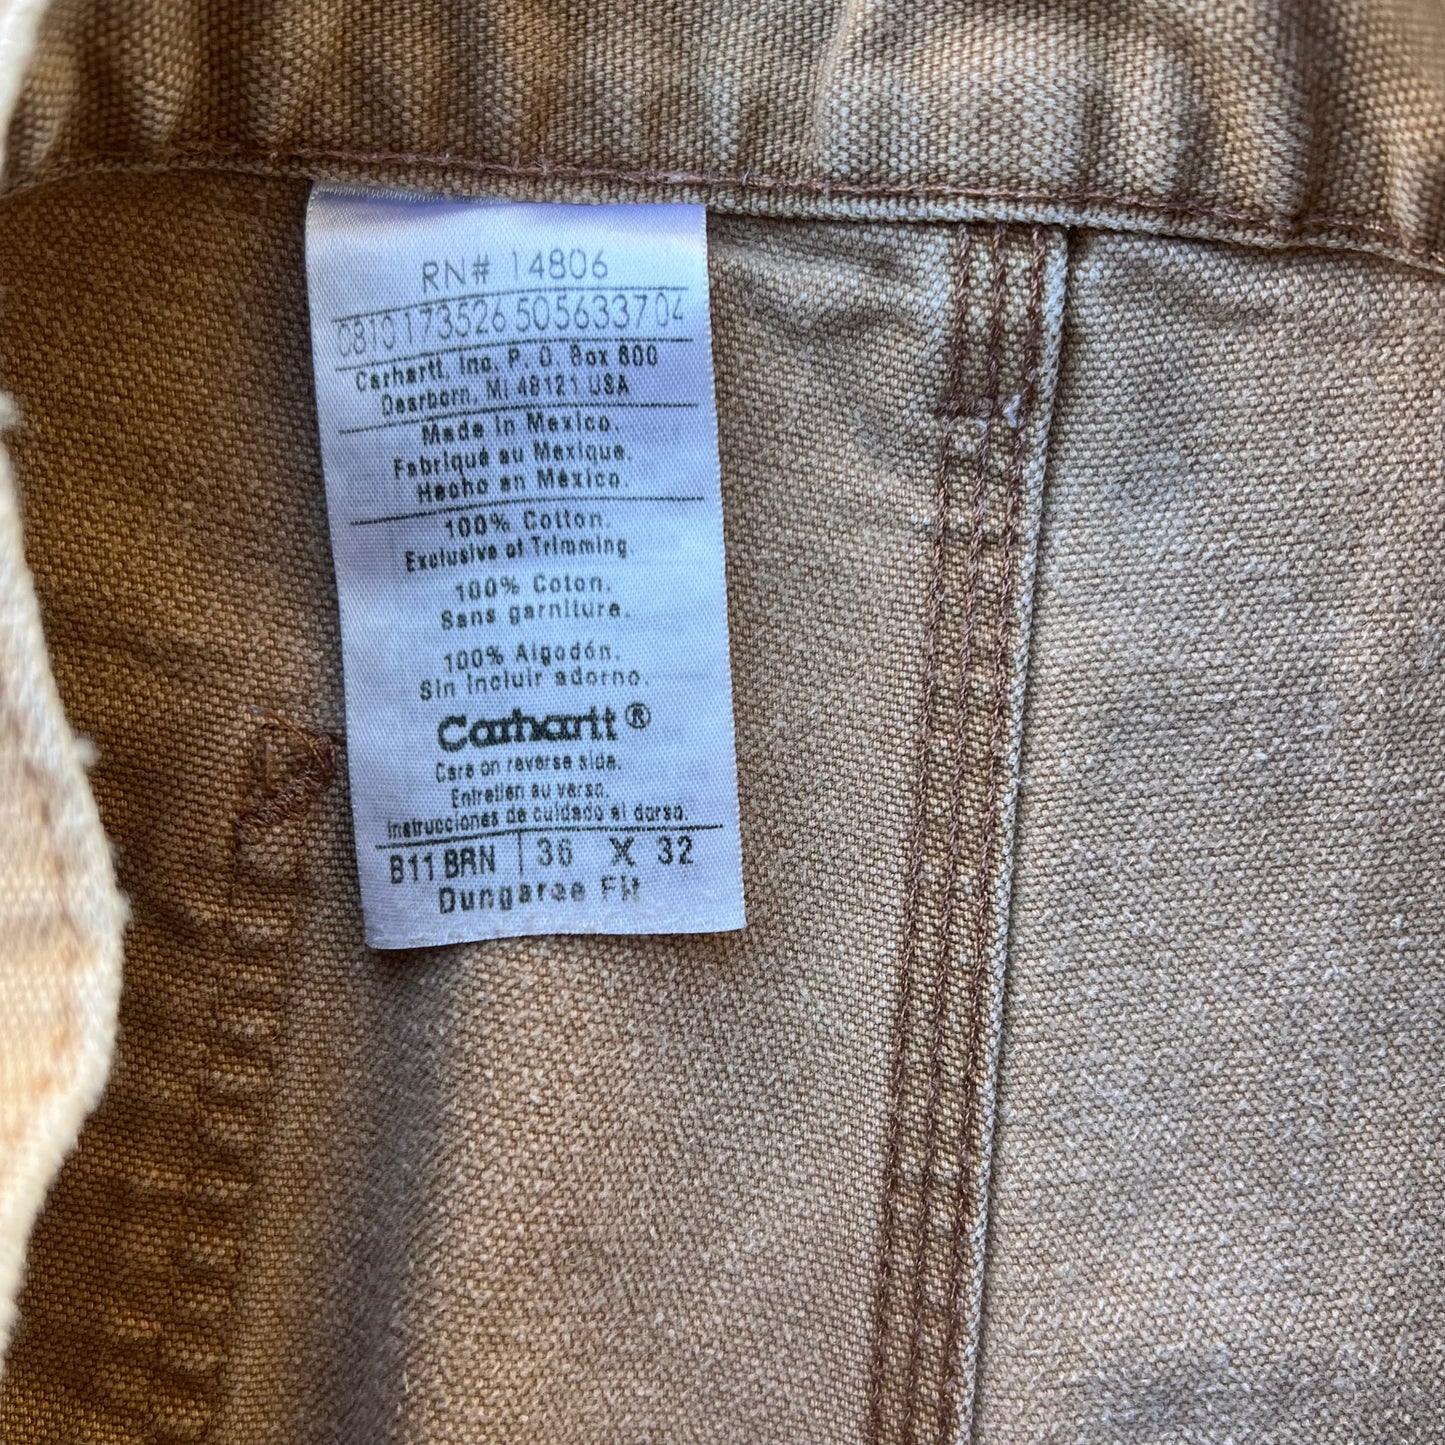 RN# 14806
0810173526 505633704
Carhartt, Inc. P. O. Box 600
Dearborn, MI 48121 USA
Made in Mexico.
Fabriqué au Mexique.
Hecho en México.
100% Cotton.
Exclusive of Trimming.
100% Coton.
Sans garniture.
100% Algodón.
Sin incluir adorno.
Carhartt®
Care on reverse side.
Entretien au verso.
Instrucciones de cuidado al dorso.
B11 BRN 36 X 32
Dungaree Fit